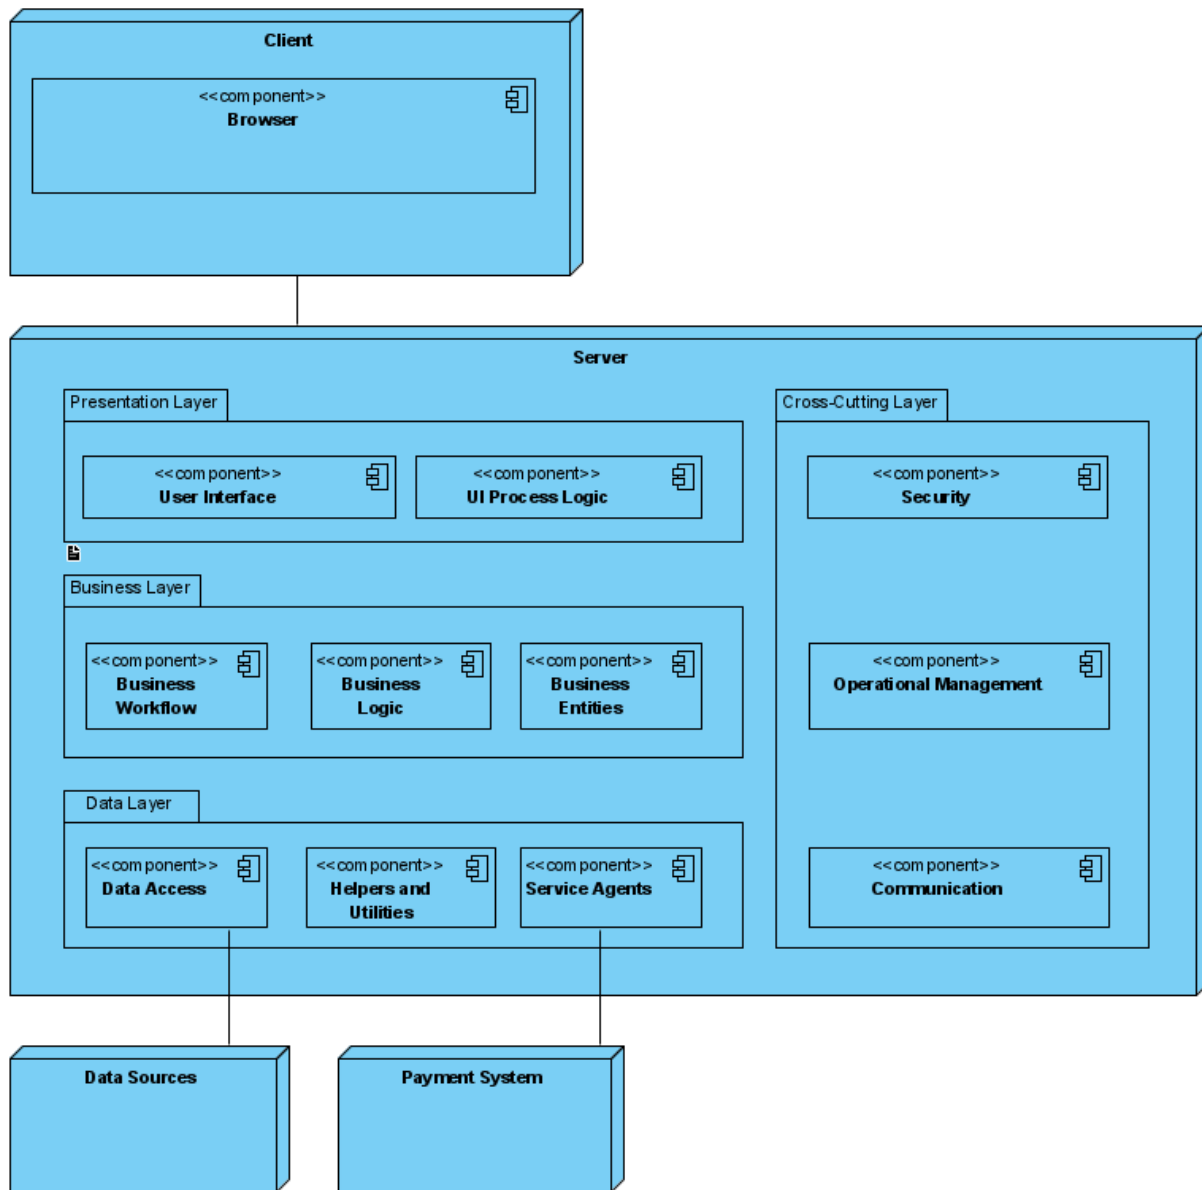 Client
<<component>>
Browser
Server
Presentation Layer
<<component>>
User Interface
<<component>>
UI Process Logic
Cross-Cutting Layer
<<component>>
Security
Business Layer
<<component>>
Business
Workflow
<<component>>
Business
Logic
<<component>>
Business
Entities
<<component>>
Operational Management
Data Layer
<<component>>
Data Access
<<component>>
Helpers and
Utilities
<<component>>
Service Agents
<<component>>
Communication
Data Sources
Payment System